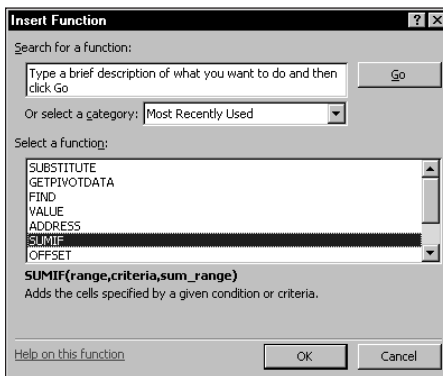 Insert Function
? X
Search for a function:
Type a brief description of what you want to do and then
click Go
Go
Or select a category: Most Recently Used
Select a function:
SUBSTITUTE
GETPIVOTDATA
FIND
VALUE
ADDRESS
SUMIF
OFFSET
SUMIF(range,criteria,sum_range)
Adds the cells specified by a given condition or criteria.
Help on this function
OK
Cancel